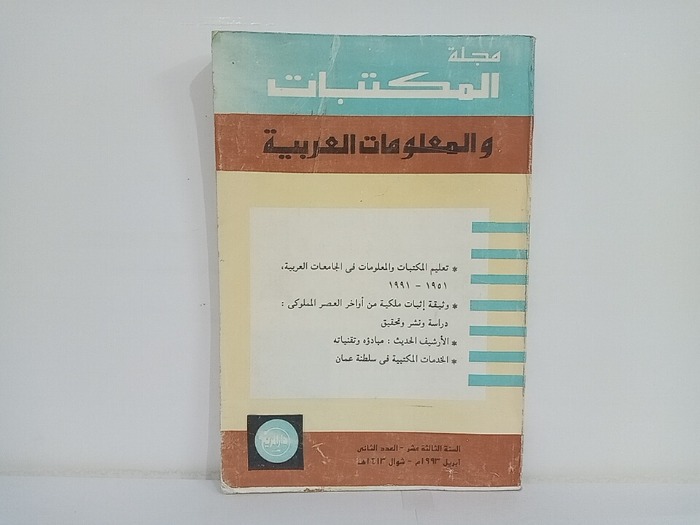 مجلة
المكتبات
والمعلومات العربية
* تعليم المكتبات والمعلومات فى الجامعات العربية،
١٩٥١ - ١٩٩١
* وثيقة إثبات ملكية من أواخر العصر المملوكى :
دراسة ونشر وتحقيق
* الأرشيف الحديث : مبادؤه وتقنياته
* الخدمات المكتبية فى سلطنة عمان
السنة الثالثة عشر - العدد الثانى
ابريل ١٩٩٣م - شوال ١٤١٣هـ